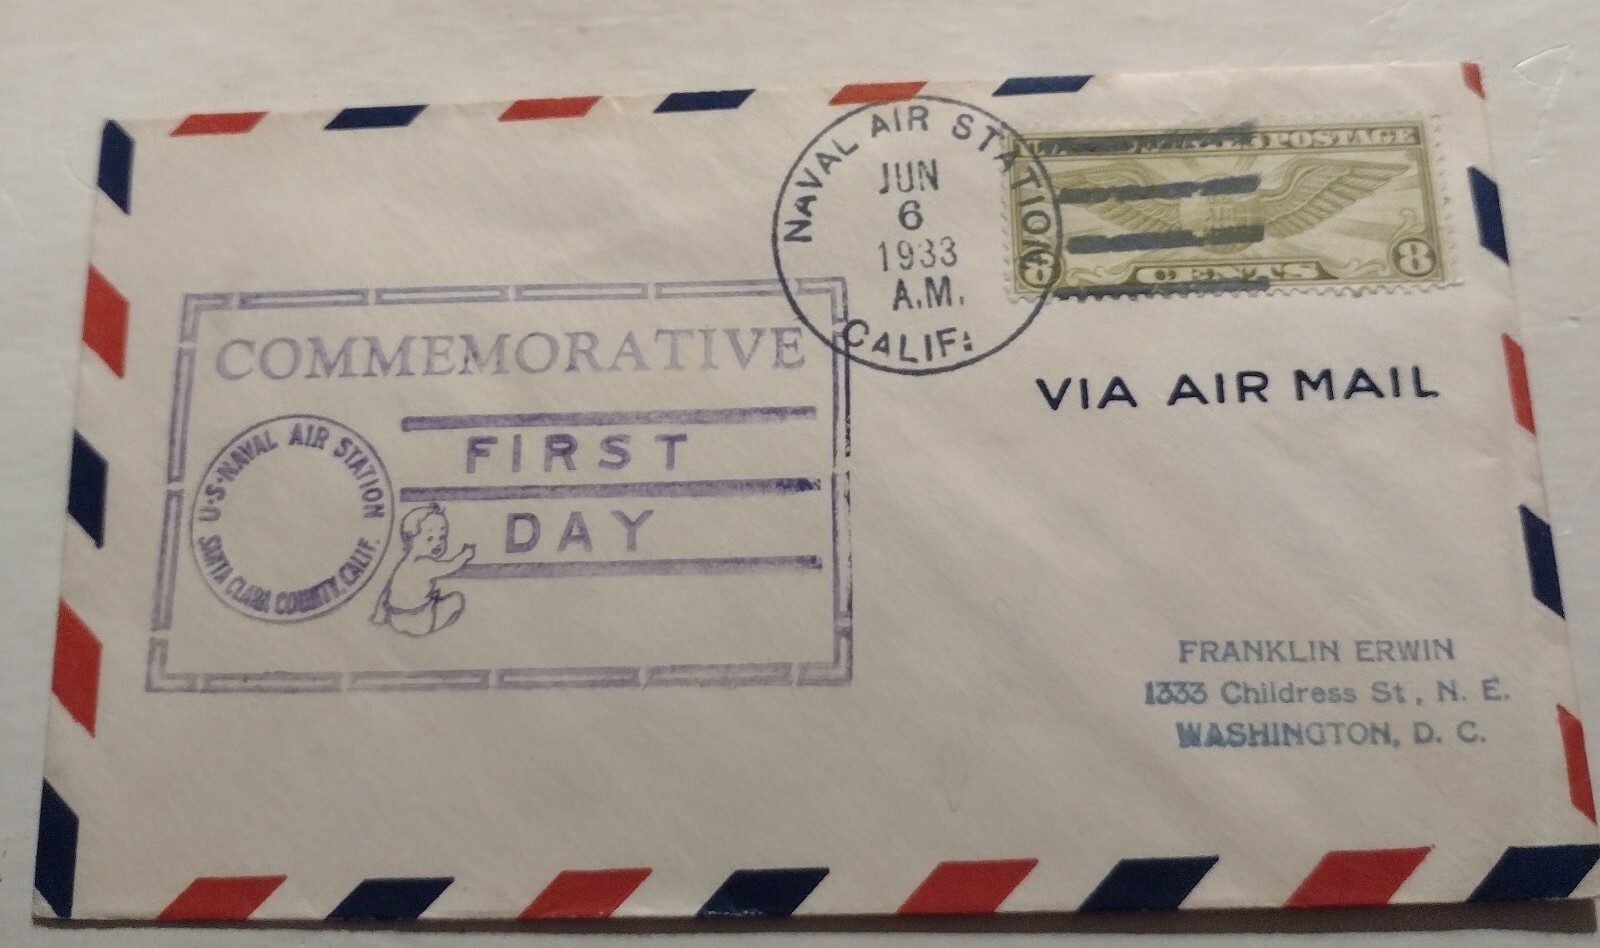 NAVAL AIR STATION
JUN
6
1933
A.M.
CALIF.
POSTAGE
8 CENTS 8
VIA AIR MAIL
COMMEMORATIVE
FIRST
DAY
U·S·NAVAL AIR STATION
SANTA CLARA COUNTY, CALIF.
FRANKLIN ERWIN
1333 Childress St, N. E.
WASHINGTON, D. C.